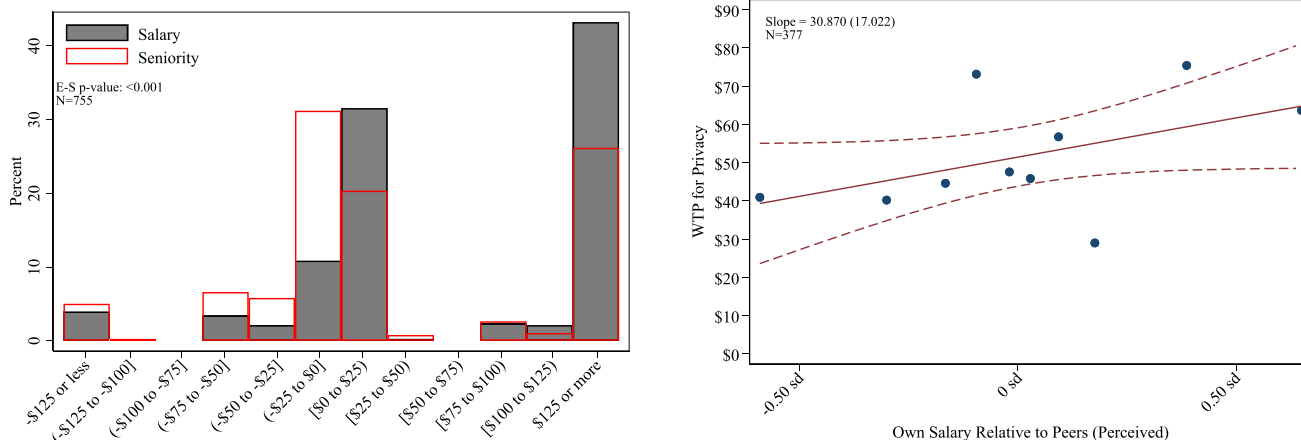 Salary
Seniority
E-S p-value: <0.001
N=755
Percent
0
10
20
30
40
-$125 or less
(-$125 to -$100]
(-$100 to -$75]
(-$75 to -$50]
(-$50 to -$25]
(-$25 to $0]
[$0 to $25)
[$25 to $50)
[$50 to $75)
[$75 to $100)
[$100 to $125)
$125 or more
Slope = 30.870 (17.022)
N=377
WTP for Privacy
$90
$80
$70
$60
$50
$40
$30
$20
$10
$0
-0.50 sd
0 sd
0.50 sd
Own Salary Relative to Peers (Perceived)